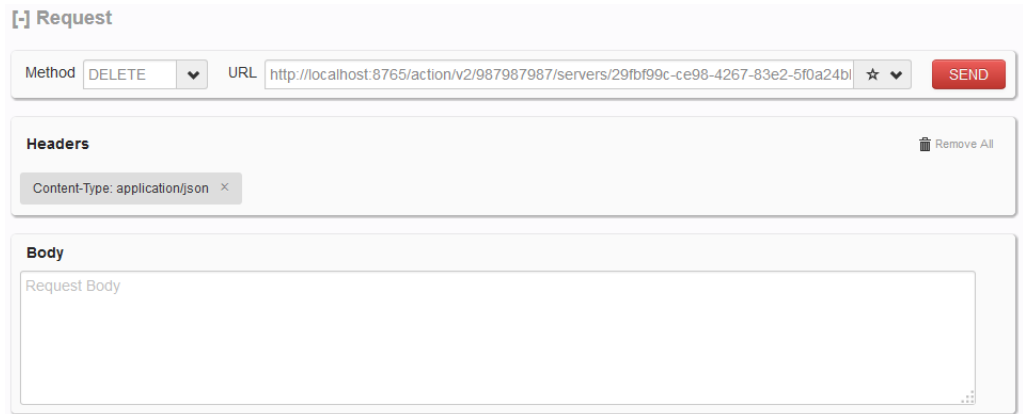 [-] Request
Method DELETE URL http://localhost:8765/action/v2/987987987/servers/29fbf99c-ce98-4267-83e2-5f0a24bl SEND
Headers Remove All
Content-Type: application/json ×
Body
Request Body